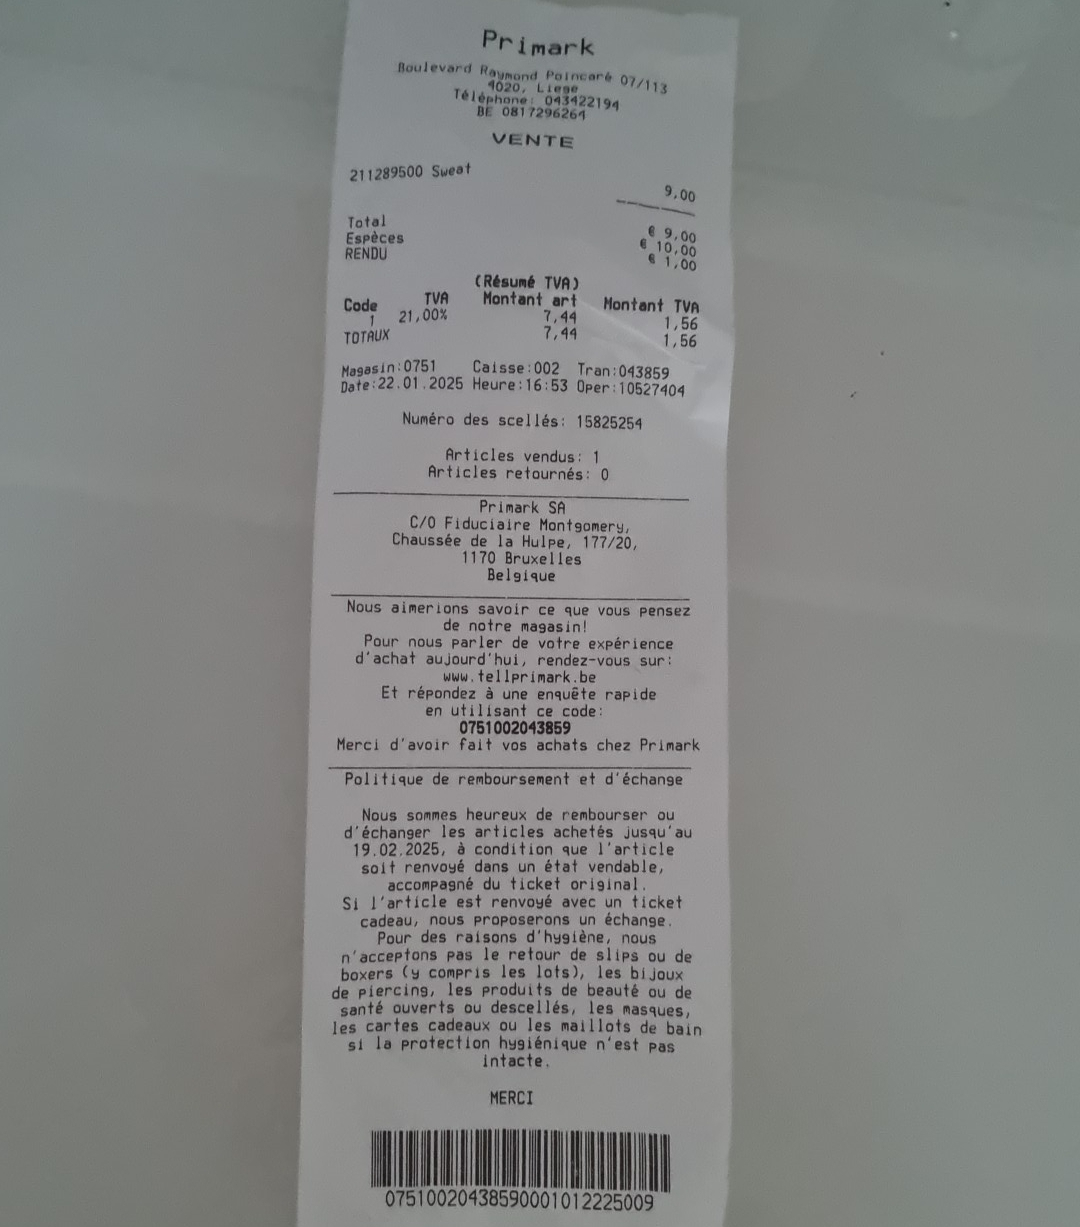 Primark
Boulevard Raymond Poincaré 07/113
4020, Liege
Téléphone: 043422194
BE 0817296264
VENTE
211289500 Sweat
9,00
Total € 9,00
Espèces € 10,00
RENDU € 1,00
(Résumé TVA)
Code TVA Montant art Montant TVA
1 21,00% 7,44 1,56
TOTAUX 7,44 1,56
Magasin:0751 Caisse:002 Tran:043859
Date:22.01.2025 Heure:16:53 Oper:10527404
Numéro des scellés: 15825254
Articles vendus: 1
Articles retournés: 0
Primark SA
C/O Fiduciaire Montgomery,
Chaussée de la Hulpe, 177/20,
1170 Bruxelles
Belgique
Nous aimerions savoir ce que vous pensez
de notre magasin!
Pour nous parler de votre expérience
d'achat aujourd'hui, rendez-vous sur:
www.tellprimark.be
Et répondez à une enquête rapide
en utilisant ce code:
0751002043859
Merci d'avoir fait vos achats chez Primark
Politique de remboursement et d'échange
Nous sommes heureux de rembourser ou
d'échanger les articles achetés jusqu'au
19.02.2025, à condition que l'article
soit renvoyé dans un état vendable,
accompagné du ticket original.
Si l'article est renvoyé avec un ticket
cadeau, nous proposerons un échange.
Pour des raisons d'hygiène, nous
n'acceptons pas le retour de slips ou de
boxers (y compris les lots), les bijoux
de piercing, les produits de beauté ou de
santé ouverts ou descellés, les masques,
les cartes cadeaux ou les maillots de bain
si la protection hygiénique n'est pas
intacte.
MERCI
07510020438590001012225009